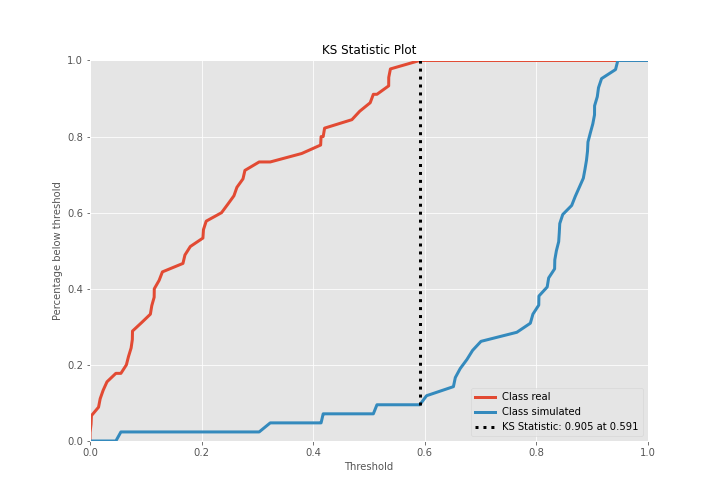 KS Statistic Plot
1.0
0.8
0.6
0.4
0.2
0.0
Percentage below threshold
0.0 0.2 0.4 0.6 0.8 1.0
Threshold
Class real
Class simulated
KS Statistic: 0.905 at 0.591